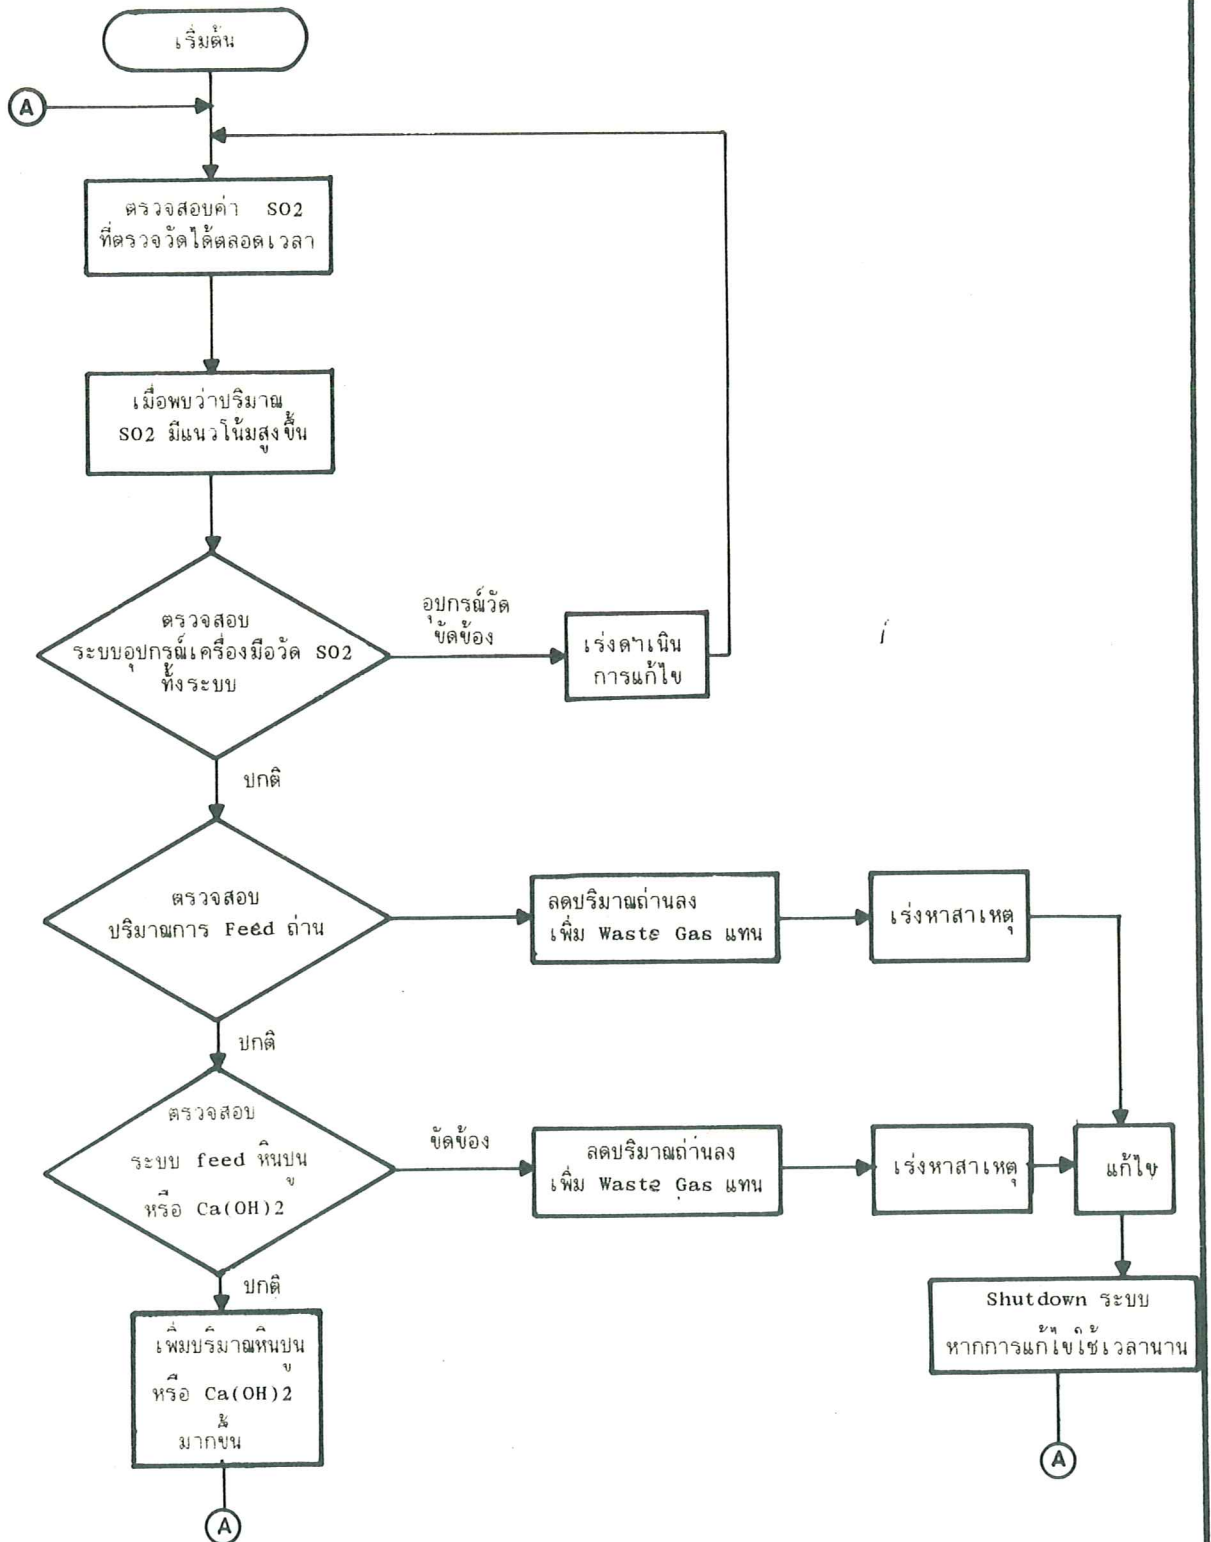 เริ่มต้น
A
ตรวจสอบค่า SO2
ที่ตรวจวัดได้ตลอดเวลา
เมื่อพบว่าปริมาณ
SO2 มีแนวโน้มสูงขึ้น
ตรวจสอบ
ระบบอุปกรณ์เครื่องมือวัด SO2
ทั้งระบบ
อุปกรณ์วัด
ขัดข้อง
เร่งดำเนิน
การแก้ไข
ปกติ
ตรวจสอบ
ปริมาณการ Feed ถ่าน
ลดปริมาณถ่านลง
เพิ่ม Waste Gas แทน
เร่งหาสาเหตุ
ปกติ
ตรวจสอบ
ระบบ feed หินปูน
หรือ Ca(OH)2
ขัดข้อง
ลดปริมาณถ่านลง
เพิ่ม Waste Gas แทน
เร่งหาสาเหตุ
แก้ไข
ปกติ
เพิ่มปริมาณหินปูน
หรือ Ca(OH)2
มากขึ้น
Shutdown ระบบ
หากการแก้ไขใช้เวลานาน
A
A